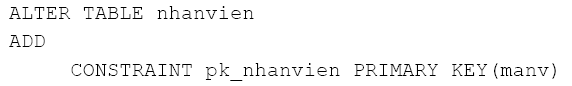 ALTER TABLE nhanvien
ADD
CONSTRAINT pk_nhanvien PRIMARY KEY(manv)